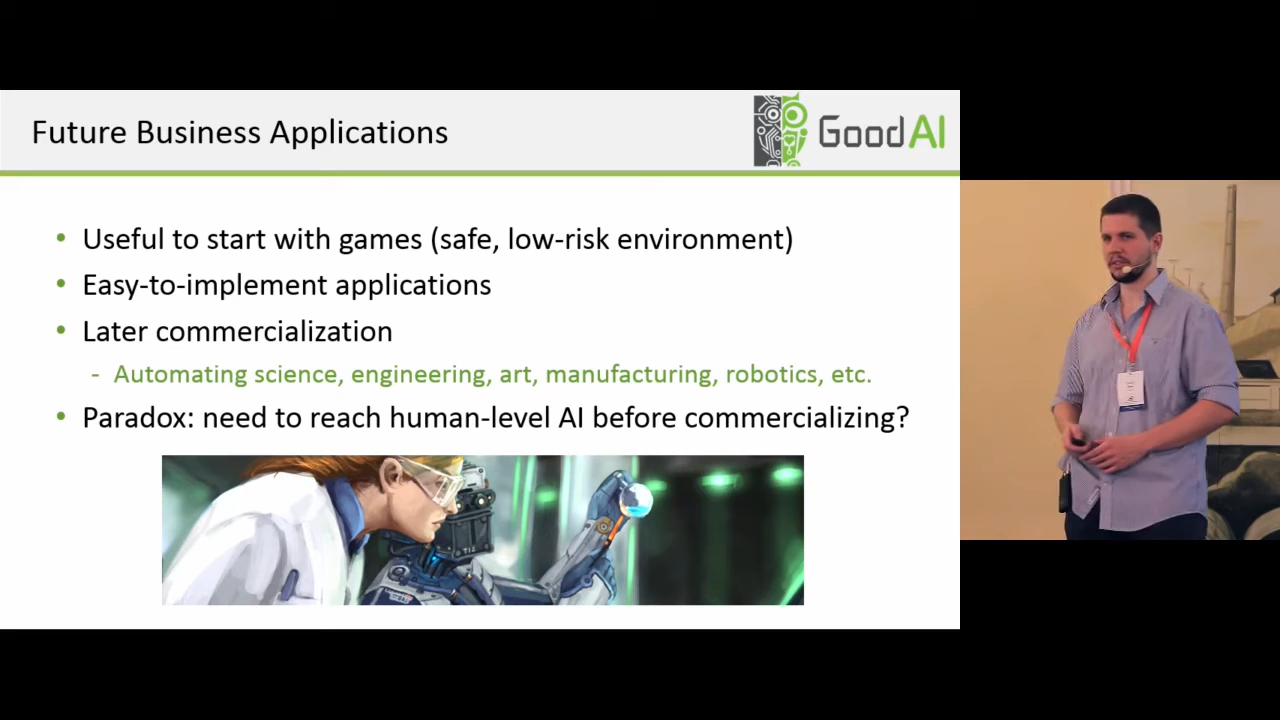 Future Business Applications
GoodAI
• Useful to start with games (safe, low-risk environment)
• Easy-to-implement applications
• Later commercialization
- Automating science, engineering, art, manufacturing, robotics, etc.
• Paradox: need to reach human-level AI before commercializing?